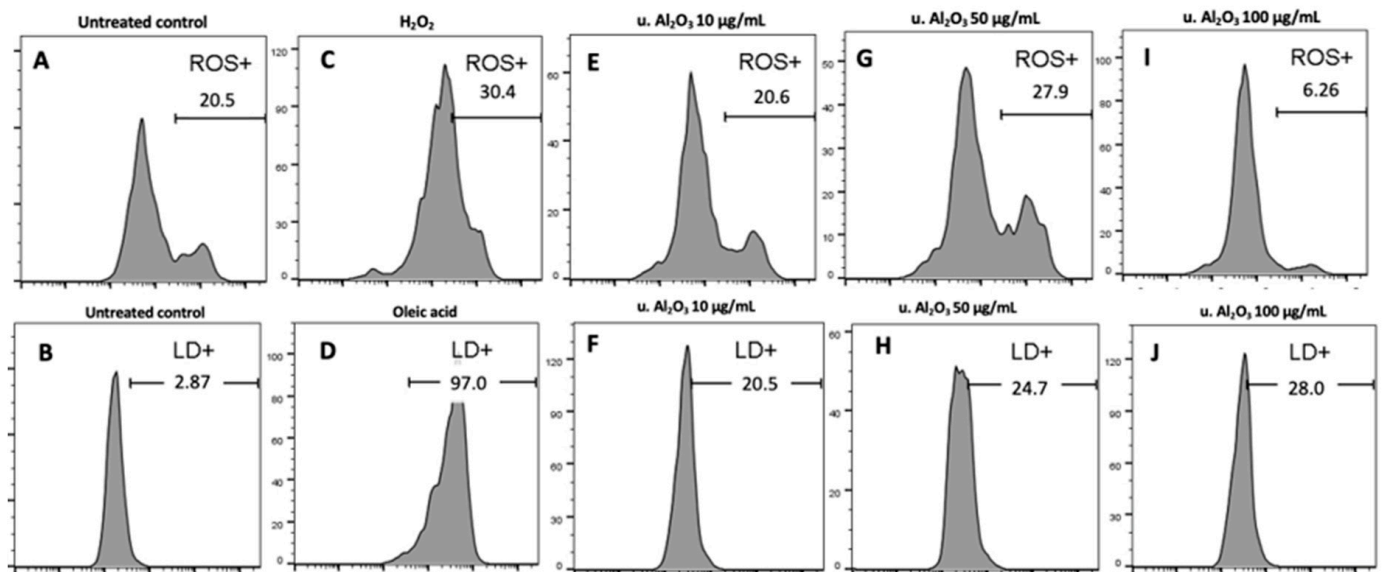 Untreated control
A
ROS+
20.5
H₂O₂
120
90
60
30
0
C
ROS+
30.4
u. Al₂O₃ 10 µg/mL
60
40
20
0
E
ROS+
20.6
u. Al₂O₃ 50 µg/mL
50
40
30
20
10
0
G
ROS+
27.9
u. Al₂O₃ 100 µg/mL
100
80
60
40
20
0
I
ROS+
6.26
Untreated control
B
LD+
2.87
Oleic acid
100
80
60
40
20
0
D
LD+
97.0
u. Al₂O₃ 10 µg/mL
120
90
60
30
0
F
LD+
20.5
u. Al₂O₃ 50 µg/mL
60
40
20
0
H
LD+
24.7
u. Al₂O₃ 100 µg/mL
120
90
60
30
0
J
LD+
28.0